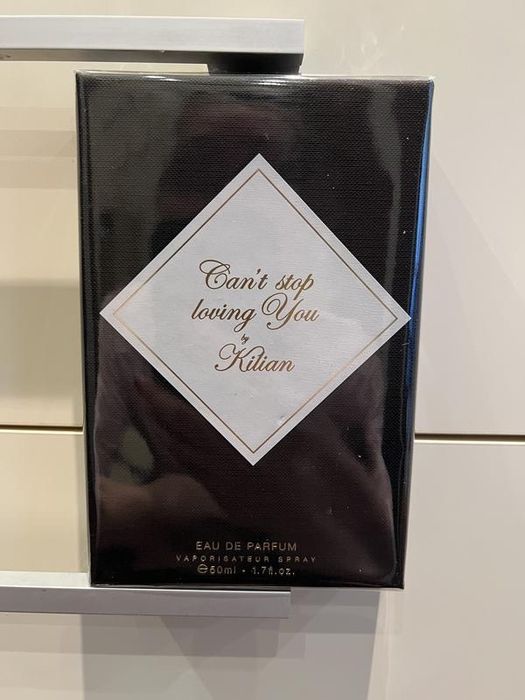 Can't stop
loving You
by
Kilian
EAU DE PARFUM
VAPORISATEUR SPRAY
℮50ml - 1.7fl.oz.